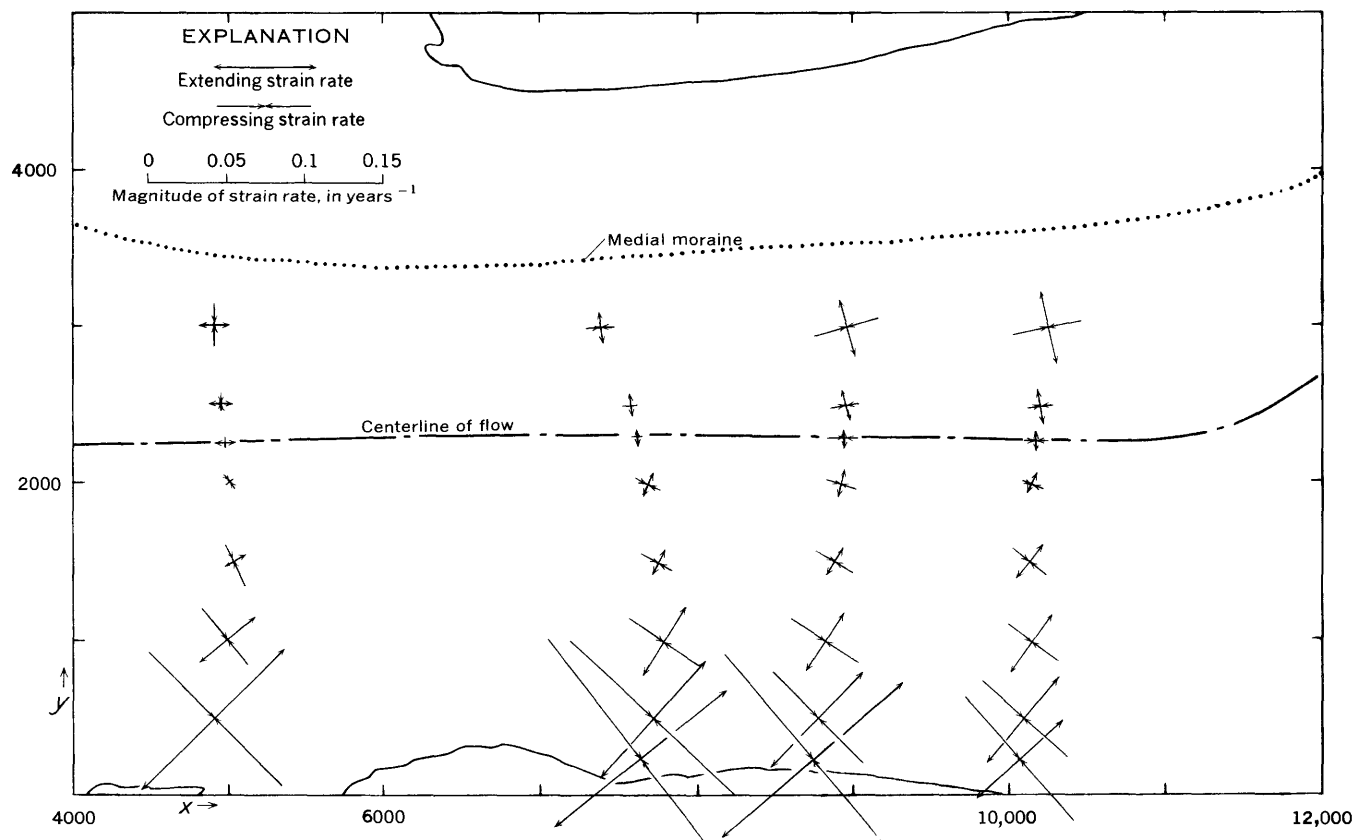 EXPLANATION
Extending strain rate
Compressing strain rate
0 0.05 0.1 0.15
Magnitude of strain rate, in years ⁻¹
4000
Medial moraine
Centerline of flow
2000
y →
x →
4000 6000 8000 10,000 12,000